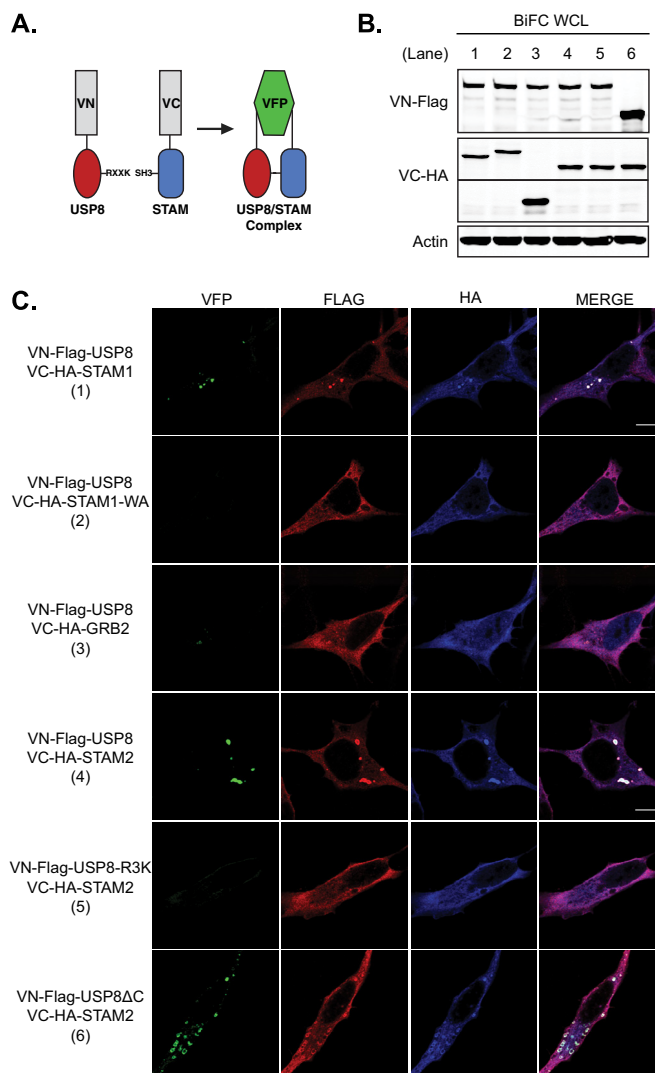 A.
VN
VC
VFP
RXXK
SH3
USP8
STAM
USP8/STAM
Complex
B.
BiFC WCL
(Lane) 1 2 3 4 5 6
VN-Flag
VC-HA
Actin
C.
VFP FLAG HA MERGE
VN-Flag-USP8
VC-HA-STAM1
(1)
VN-Flag-USP8
VC-HA-STAM1-WA
(2)
VN-Flag-USP8
VC-HA-GRB2
(3)
VN-Flag-USP8
VC-HA-STAM2
(4)
VN-Flag-USP8-R3K
VC-HA-STAM2
(5)
VN-Flag-USP8ΔC
VC-HA-STAM2
(6)